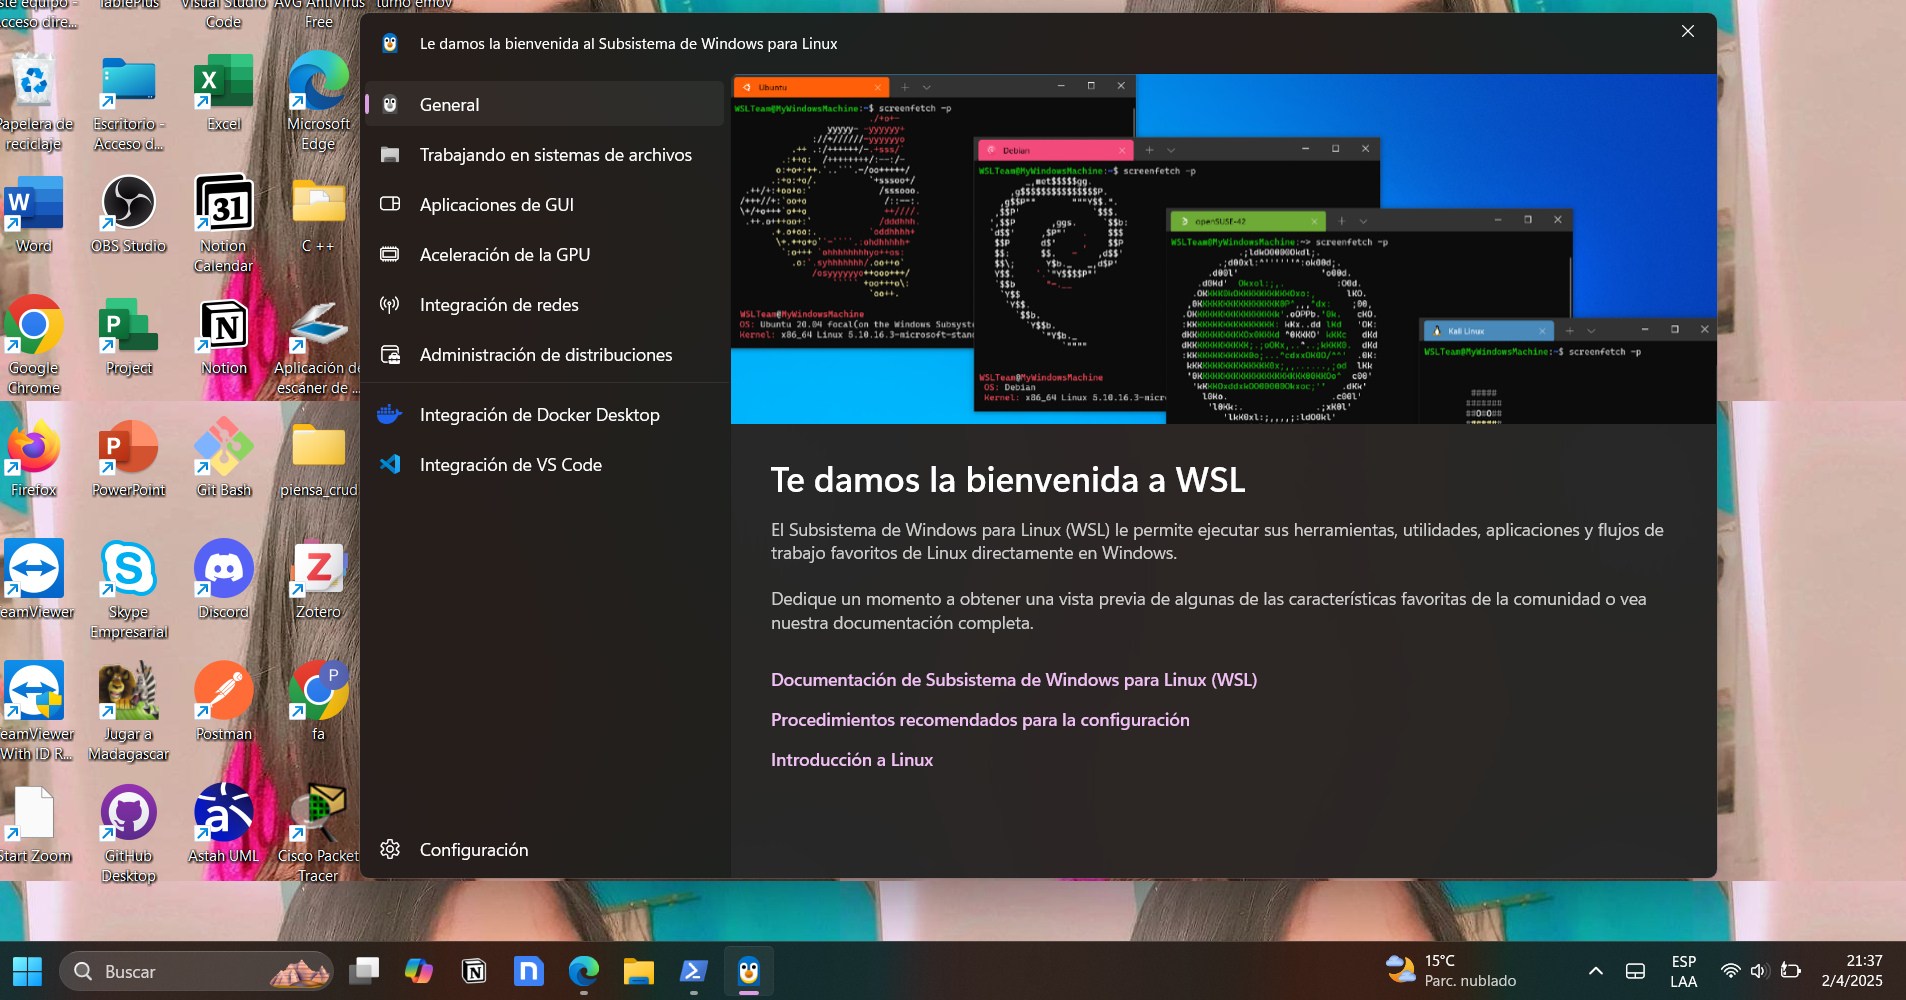 Acceso dire...
TablePlus
Visual Studio
Code
AVG AntiVirus
Free
turno emov
Papelera de
reciclaje
Escritorio -
Acceso d...
Excel
Microsoft
Edge
Word
OBS Studio
Notion
Calendar
C ++
Google
Chrome
Project
Notion
Aplicación de
escáner de ...
Firefox
PowerPoint
Git Bash
piensa_crud
TeamViewer
Skype
Empresarial
Discord
Zotero
TeamViewer
With ID R...
Jugar a
Madagascar
Postman
fa
Start Zoom
GitHub
Desktop
Astah UML
Cisco Packet
Tracer
Le damos la bienvenida al Subsistema de Windows para Linux
General
Trabajando en sistemas de archivos
Aplicaciones de GUI
Aceleración de la GPU
Integración de redes
Administración de distribuciones
Integración de Docker Desktop
Integración de VS Code
Configuración
Ubuntu
WSLTeam@MyWindowsMachine:~$ screenfetch -p
WSLTeam@MyWindowsMachine
OS: Ubuntu 20.04 focal(on the Windows Subsyst
Kernel: x86_64 Linux 5.10.16.3-microsoft-stan
Debian
WSLTeam@MyWindowsMachine:~$ screenfetch -p
WSLTeam@MyWindowsMachine
OS: Debian
Kernel: x86_64 Linux 5.10.16.3-micr
openSUSE-42
WSLTeam@MyWindowsMachine:~> screenfetch -p
Kali Linux
WSLTeam@MyWindowsMachine:~$ screenfetch -p
Te damos la bienvenida a WSL
El Subsistema de Windows para Linux (WSL) le permite ejecutar sus herramientas, utilidades, aplicaciones y flujos de
trabajo favoritos de Linux directamente en Windows.
Dedique un momento a obtener una vista previa de algunas de las características favoritas de la comunidad o vea
nuestra documentación completa.
Documentación de Subsistema de Windows para Linux (WSL)
Procedimientos recomendados para la configuración
Introducción a Linux
Buscar
15°C
Parc. nublado
ESP
LAA
21:37
2/4/2025